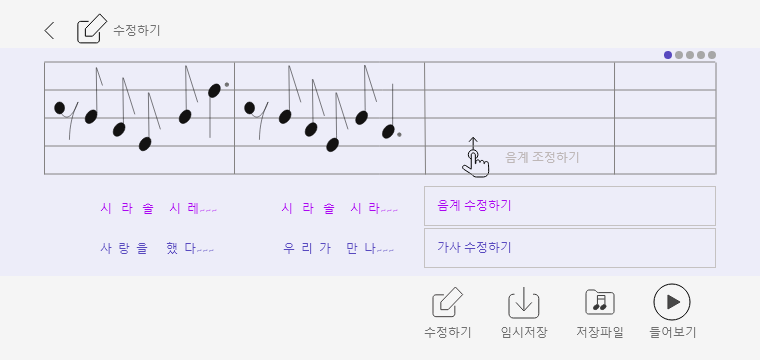 수정하기
음계 조정하기
시 라 솔 시 레~~~
시 라 솔 시 라~~~
음계 수정하기
사 랑 을 했 다~~~
우 리 가 만 나~~~
가사 수정하기
수정하기
임시저장
저장파일
들어보기